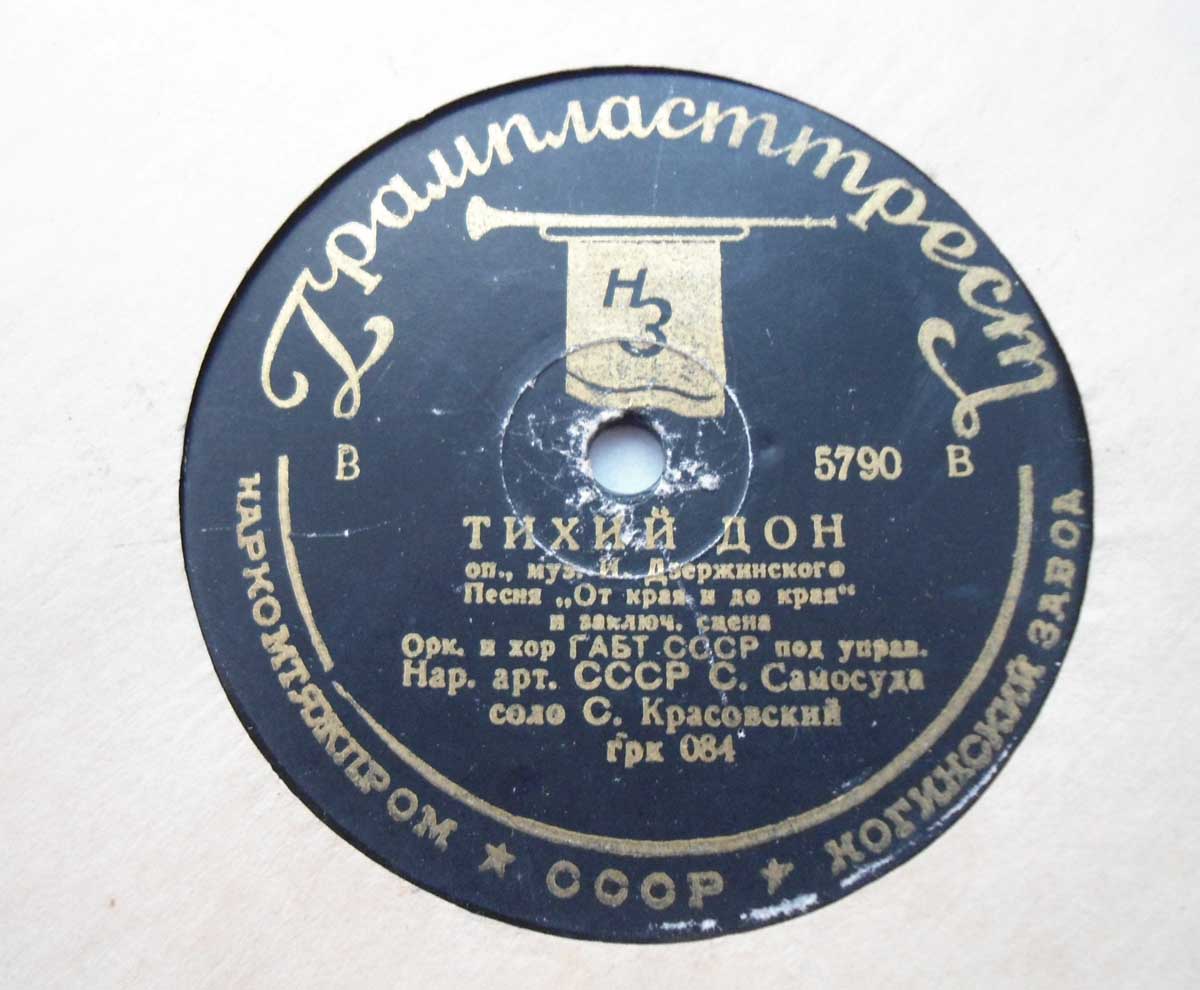 Грампласттрест
НЗ
В
5790 В
ТИХИЙ ДОН
оп., муз. И. Дзержинского
Песня „От края и до края“
и заключ. сцена
Орк. и хор ГАБТ СССР под управ.
Нар. арт. СССР С. Самосуда
соло С. Красовский
грк 084
НАРКОМТЯЖПРОМ ★ СССР ★ НОГИНСКИЙ ЗАВОД